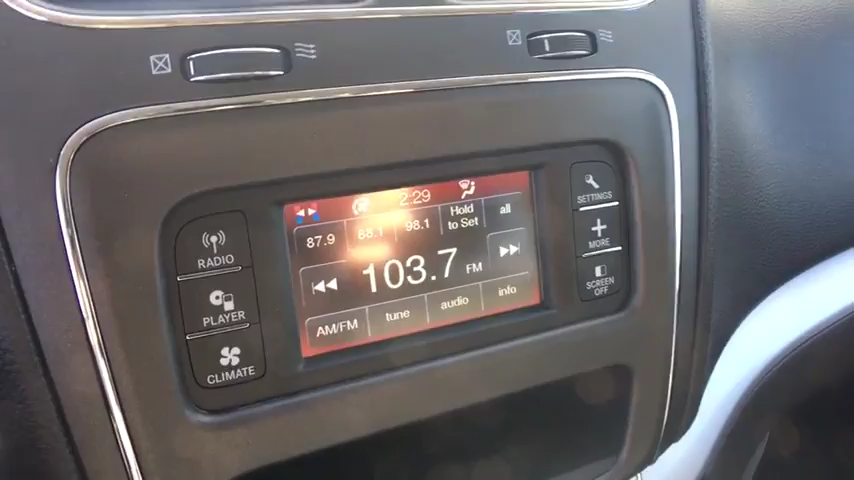 2:29
87.9 88.1 98.1 Hold to Set all
103.7 FM
AM/FM tune audio info
RADIO
PLAYER
CLIMATE
SETTINGS
MORE
SCREEN OFF